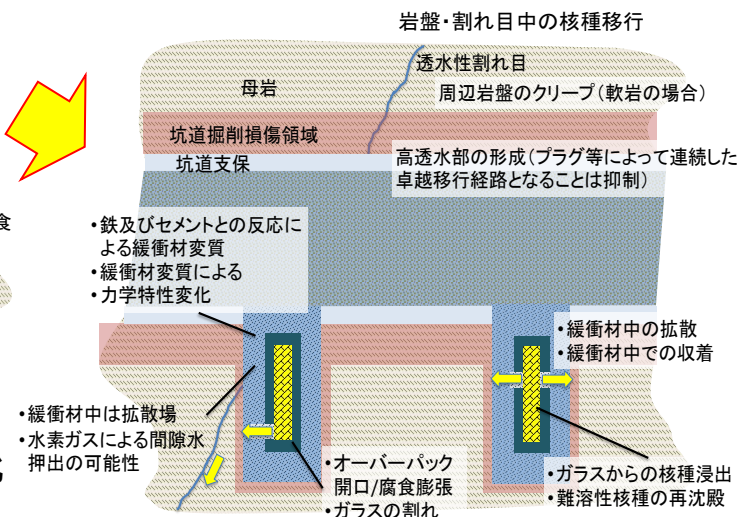 岩盤・割れ目中の核種移行
透水性割れ目
母岩
周辺岩盤のクリープ（軟岩の場合）
坑道掘削損傷領域
坑道支保
高透水部の形成（プラグ等によって連続した
卓越移行経路となることは抑制）
食
・鉄及びセメントとの反応に
よる緩衝材変質
・緩衝材変質による
・力学特性変化
・緩衝材中の拡散
・緩衝材中での収着
・緩衝材中は拡散場
・水素ガスによる間隙水
押出の可能性
・オーバーパック
開口/腐食膨張
・ガラスの割れ
・ガラスからの核種浸出
・難溶性核種の再沈殿